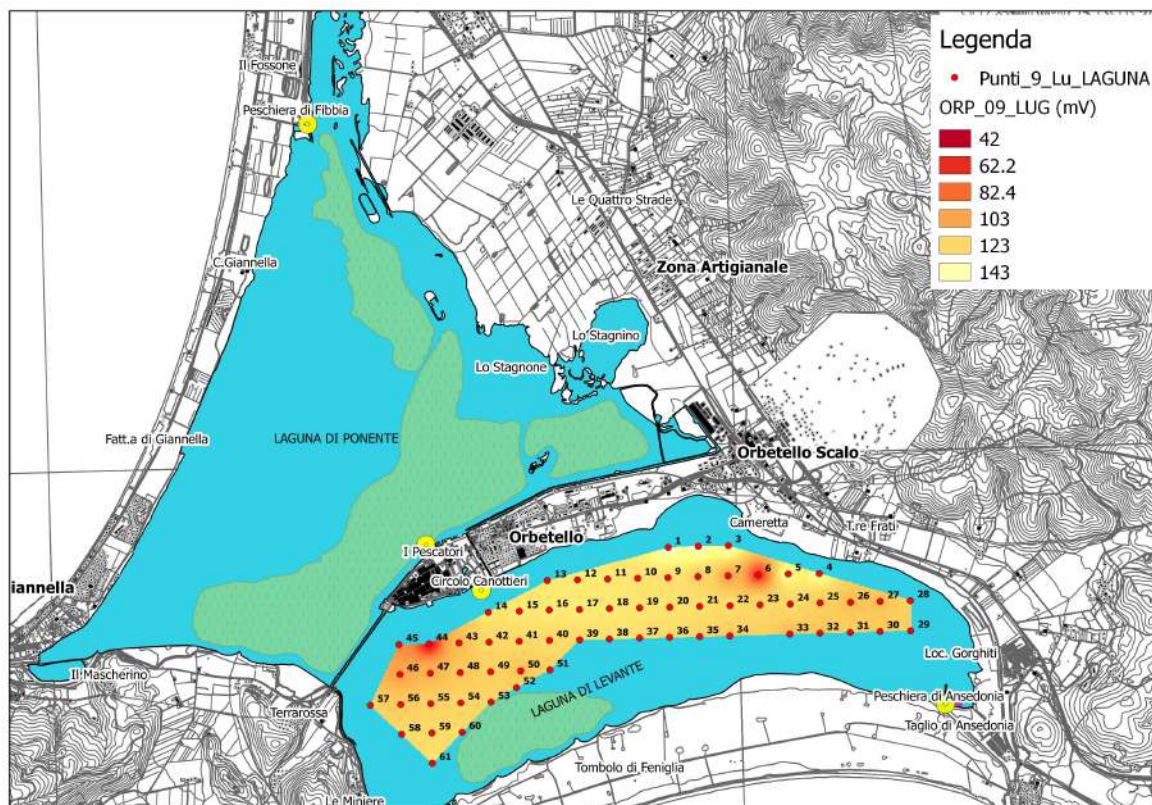 Legenda
Punti_9_Lu_LAGUNA
ORP_09_LUG (mV)
42
62.2
82.4
103
123
143
Il Fossone
Peschiera di Fibbia
Le Quattro Strade
C.Giannella
Zona Artigianale
Lo Stagnino
Lo Stagnone
Fatt.a di Giannella
LAGUNA DI PONENTE
Orbetello Scalo
Cameretta
T.re Frati
I Pescatori
Orbetello
Circolo Canottieri
iannella
1 2 3
13 12 11 10 9 8 7 6 5 4
14 15 16 17 18 19 20 21 22 23 24 25 26 27 28
45 44 43 42 41 40 39 38 37 36 35 34 33 32 31 30 29
46 47 48 49 50 51
Loc. Gorghiti
Il Mascherino
52
LAGUNA DI LEVANTE
Peschiera di Ansedonia
57 56 55 54 53
Terrarossa
Taglio di Ansedonia
58 59 60
61
Tombolo di Feniglia
Le Miniere